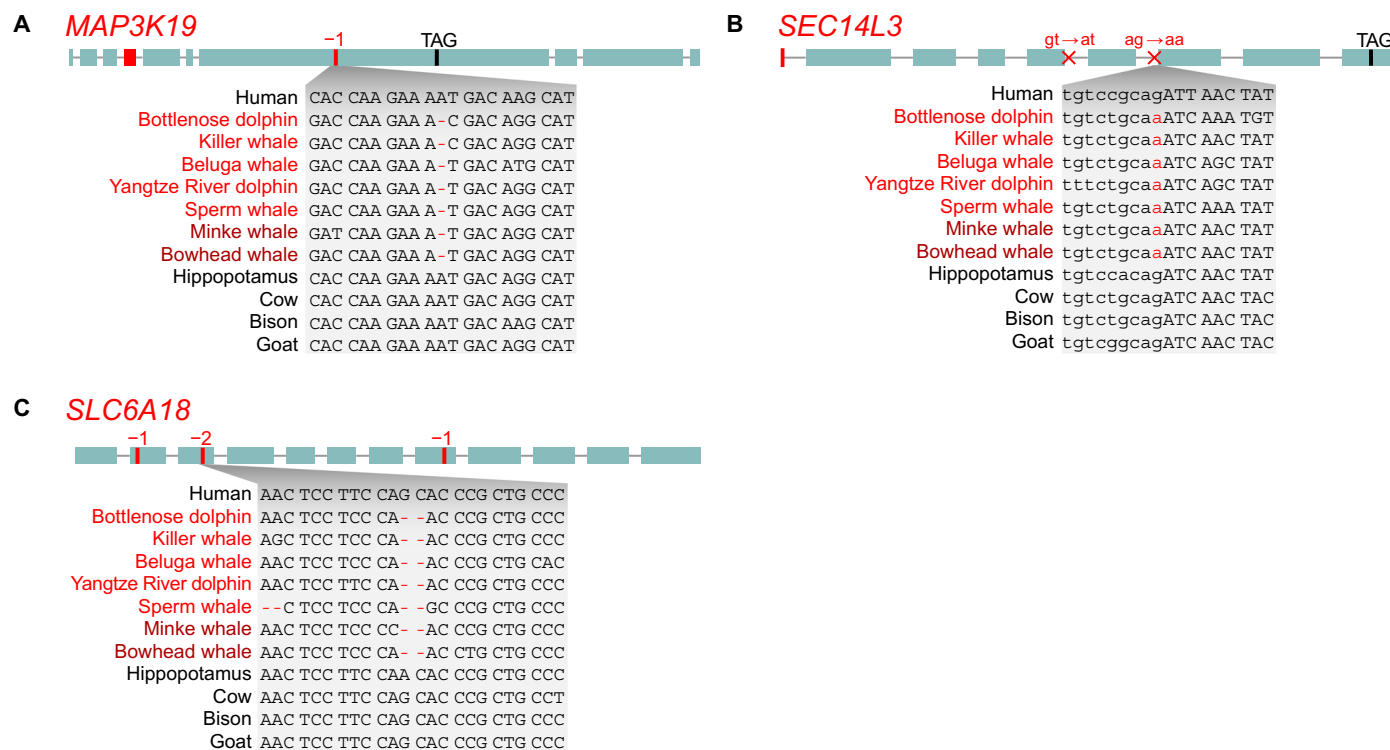 A MAP3K19
−1 TAG
Human CAC CAA GAA AAT GAC AAG CAT
Bottlenose dolphin GAC CAA GAA A-C GAC AGG CAT
Killer whale GAC CAA GAA A-C GAC AGG CAT
Beluga whale GAC CAA GAA A-T GAC ATG CAT
Yangtze River dolphin GAC CAA GAA A-T GAC AGG CAT
Sperm whale GAC CAA GAA A-T GAC AGG CAT
Minke whale GAT CAA GAA A-T GAC AGG CAT
Bowhead whale GAC CAA GAA A-T GAC AGG CAT
Hippopotamus CAC CAA GAA AAT GAC AGG CAT
Cow CAC CAA GAA AAT GAC AGG CAT
Bison CAC CAA GAA AAT GAC AAG CAT
Goat CAC CAA GAA AAT GAC AGG CAT
B SEC14L3
gt→at ag→aa TAG
Human tgtccgcagATT AAC TAT
Bottlenose dolphin tgtctgcaaATC AAA TGT
Killer whale tgtctgcaaATC AAC TAT
Beluga whale tgtctgcaaATC AGC TAT
Yangtze River dolphin tttctgcaaATC AGC TAT
Sperm whale tgtctgcaaATC AAA TAT
Minke whale tgtctgcaaATC AAC TAT
Bowhead whale tgtctgcaaATC AAC TAT
Hippopotamus tgtccacagATC AAC TAT
Cow tgtctgcagATC AAC TAC
Bison tgtctgcagATC AAC TAC
Goat tgtcggcagATC AAC TAC
C SLC6A18
−1 −2 −1
Human AAC TCC TTC CAG CAC CCG CTG CCC
Bottlenose dolphin AAC TCC TCC CA- -AC CCG CTG CCC
Killer whale AGC TCC TCC CA- -AC CCG CTG CCC
Beluga whale AAC TCC TCC CA- -AC CCG CTG CAC
Yangtze River dolphin AAC TCC TTC CA- -AC CCG CTG CCC
Sperm whale --C TCC TCC CA- -GC CCG CTG CCC
Minke whale AAC TCC TCC CC- -AC CCG CTG CCC
Bowhead whale AAC TCC TCC CA- -AC CTG CTG CCC
Hippopotamus AAC TCC TTC CAA CAC CCG CTG CCC
Cow AAC TCC TTC CAG CAC CCG CTG CCT
Bison AAC TCC TTC CAG CAC CCG CTG CCC
Goat AAC TCC TTC CAG CAC CCG CTG CCC